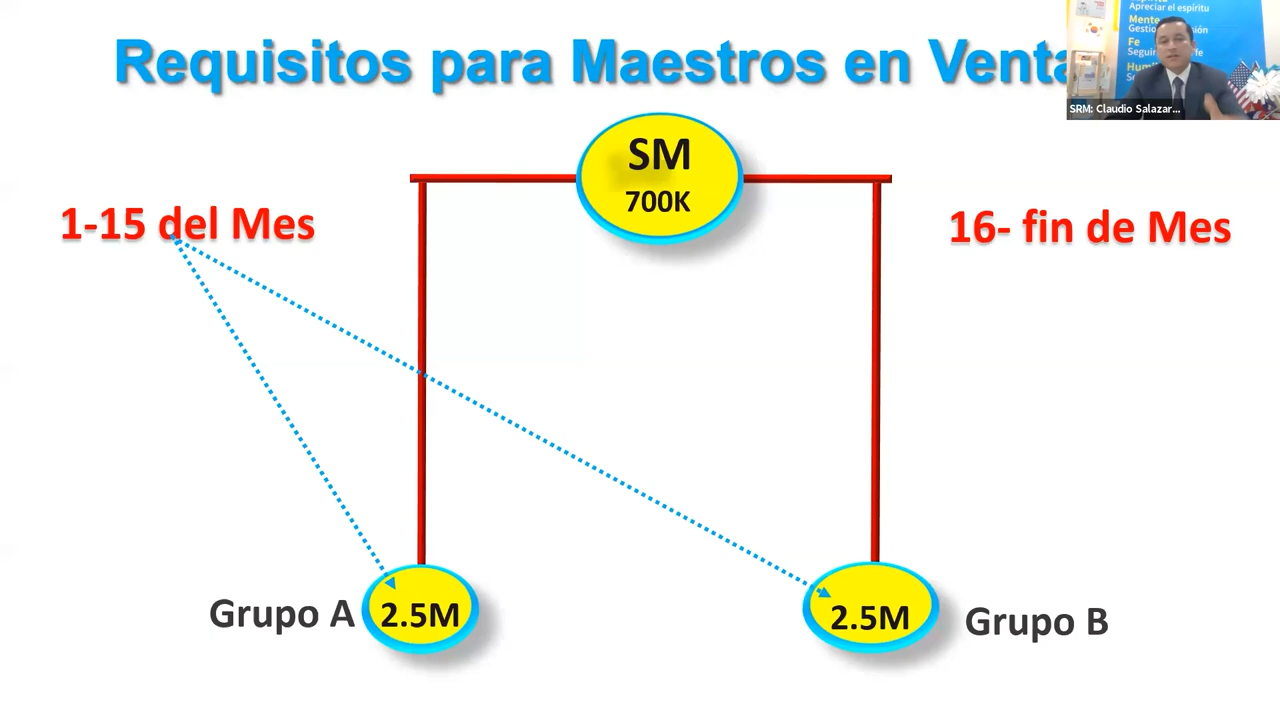 Requisitos para Maestros en Venta
Apreciar el espíritu
Mente
Fe
SRM: Claudio Salazar...
SM
700K
1-15 del Mes
16- fin de Mes
Grupo A
2.5M
2.5M
Grupo B